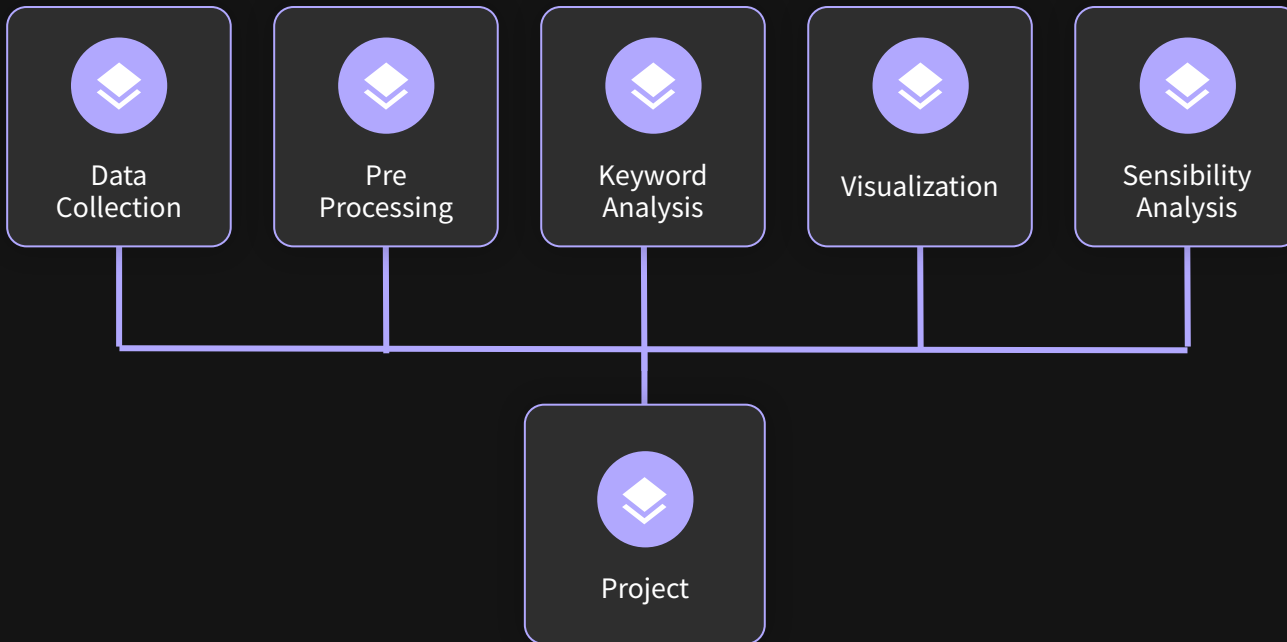 Data
Collection
Pre
Processing
Keyword
Analysis
Visualization
Sensibility
Analysis
Project